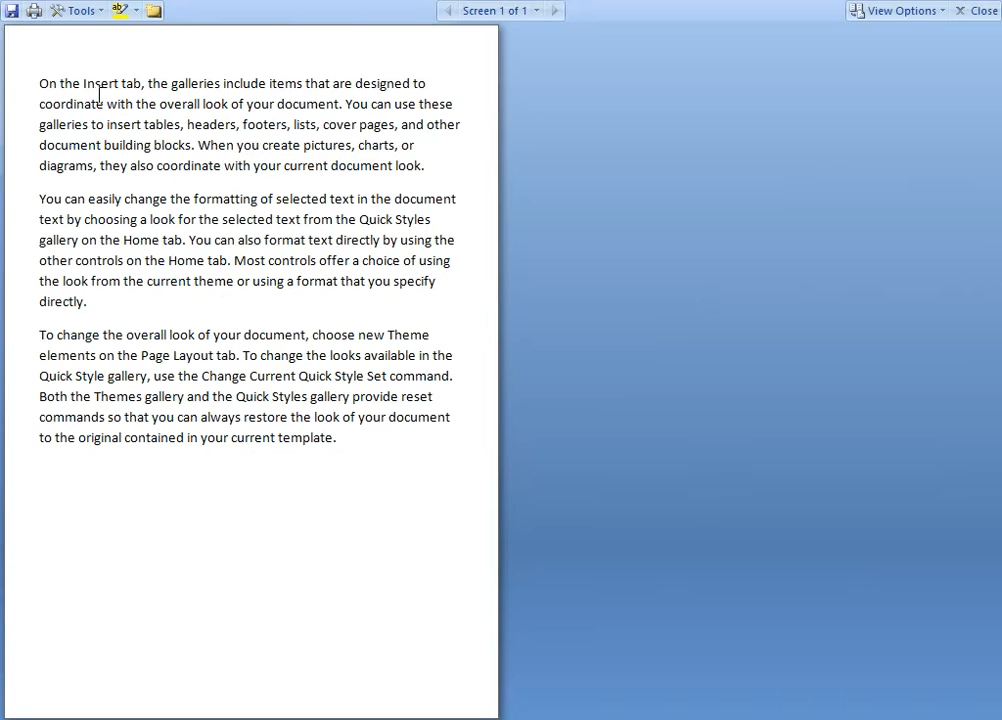 Tools Screen 1 of 1 View Options Close
On the Insert tab, the galleries include items that are designed to
coordinate with the overall look of your document. You can use these
galleries to insert tables, headers, footers, lists, cover pages, and other
document building blocks. When you create pictures, charts, or
diagrams, they also coordinate with your current document look.
You can easily change the formatting of selected text in the document
text by choosing a look for the selected text from the Quick Styles
gallery on the Home tab. You can also format text directly by using the
other controls on the Home tab. Most controls offer a choice of using
the look from the current theme or using a format that you specify
directly.
To change the overall look of your document, choose new Theme
elements on the Page Layout tab. To change the looks available in the
Quick Style gallery, use the Change Current Quick Style Set command.
Both the Themes gallery and the Quick Styles gallery provide reset
commands so that you can always restore the look of your document
to the original contained in your current template.